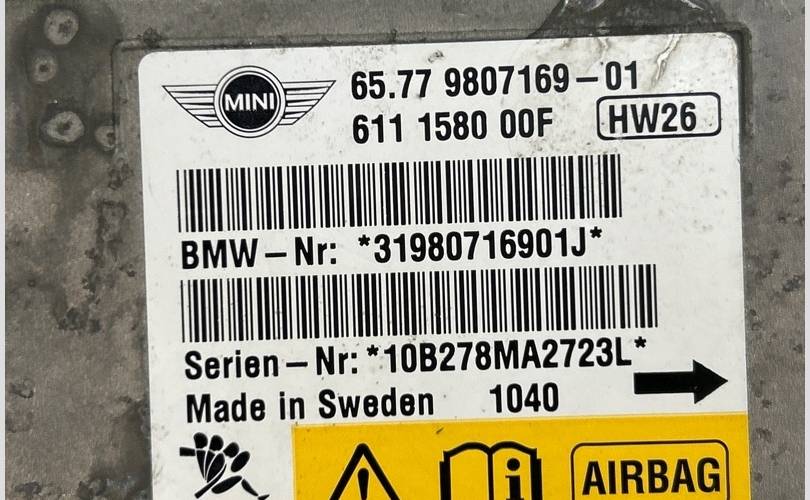 MINI
65.77 9807169-01
611 1580 00F HW26
BMW-Nr: *31980716901J*
Serien-Nr: *10B278MA2723L*
Made in Sweden 1040
AIRBAG